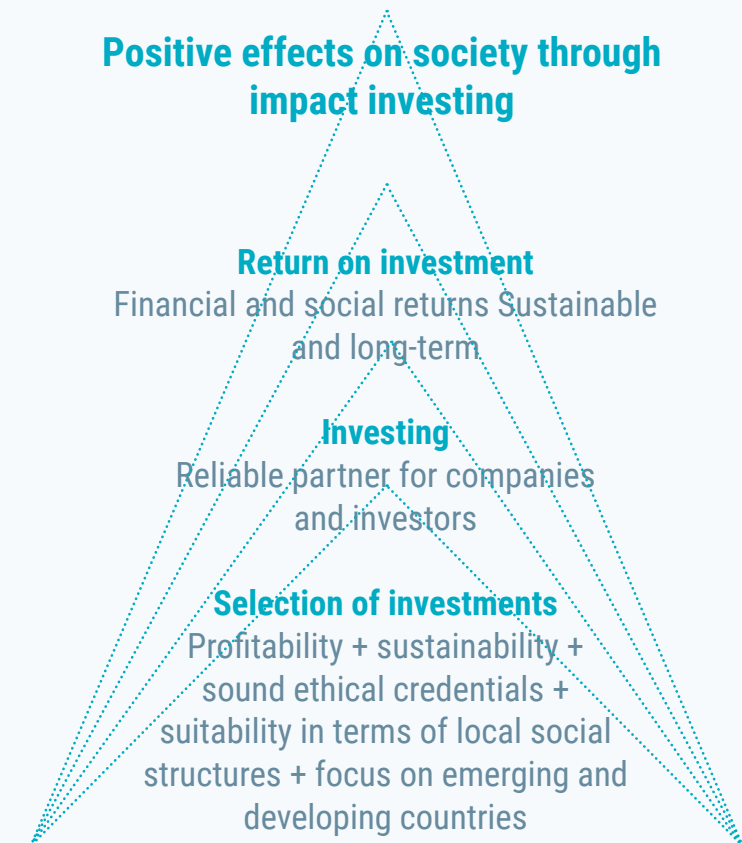 Positive effects on society through
impact investing
Return on investment
Financial and social returns Sustainable
and long-term
Investing
Reliable partner for companies
and investors
Selection of investments
Profitability + sustainability +
sound ethical credentials +
suitability in terms of local social
structures + focus on emerging and
developing countries